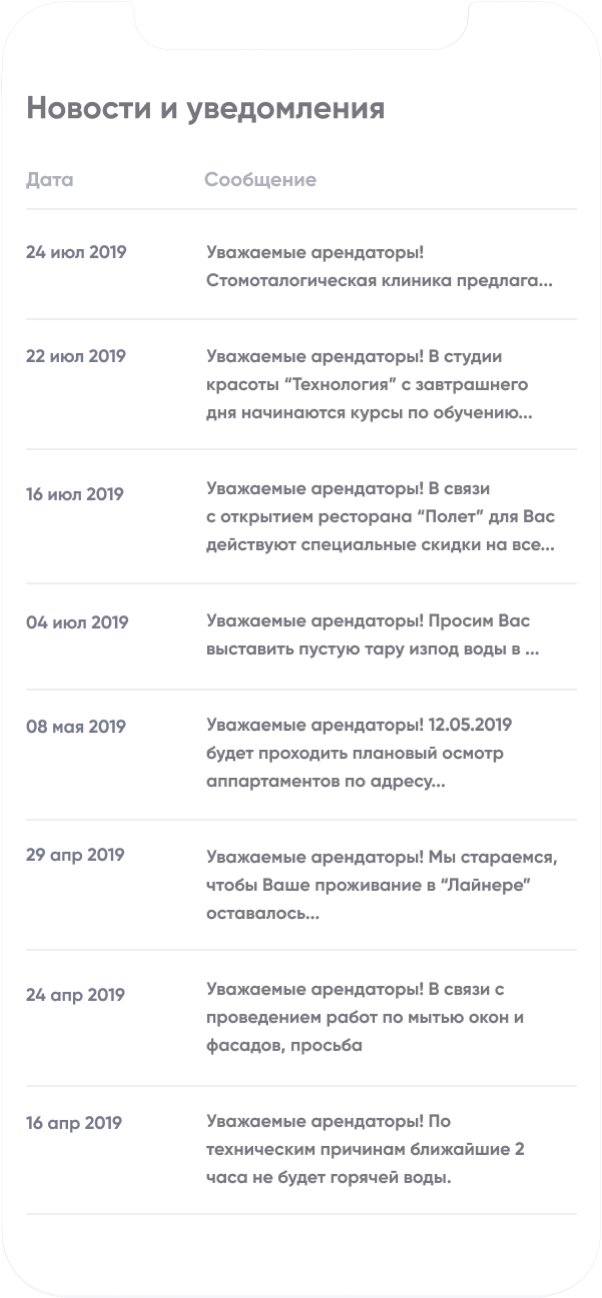 Новости и уведомления
Дата Сообщение
24 июл 2019 Уважаемые арендаторы!
Стомоталогическая клиника предлага...
22 июл 2019 Уважаемые арендаторы! В студии
красоты “Технология” с завтрашнего
дня начинаются курсы по обучению...
16 июл 2019 Уважаемые арендаторы! В связи
с открытием ресторана “Полет” для Вас
действуют специальные скидки на все...
04 июл 2019 Уважаемые арендаторы! Просим Вас
выставить пустую тару изпод воды в ...
08 мая 2019 Уважаемые арендаторы! 12.05.2019
будет проходить плановый осмотр
аппартаментов по адресу...
29 апр 2019 Уважаемые арендаторы! Мы стараемся,
чтобы Ваше проживание в “Лайнере”
оставалось...
24 апр 2019 Уважаемые арендаторы! В связи с
проведением работ по мытью окон и
фасадов, просьба
16 апр 2019 Уважаемые арендаторы! По
техническим причинам ближайшие 2
часа не будет горячей воды.